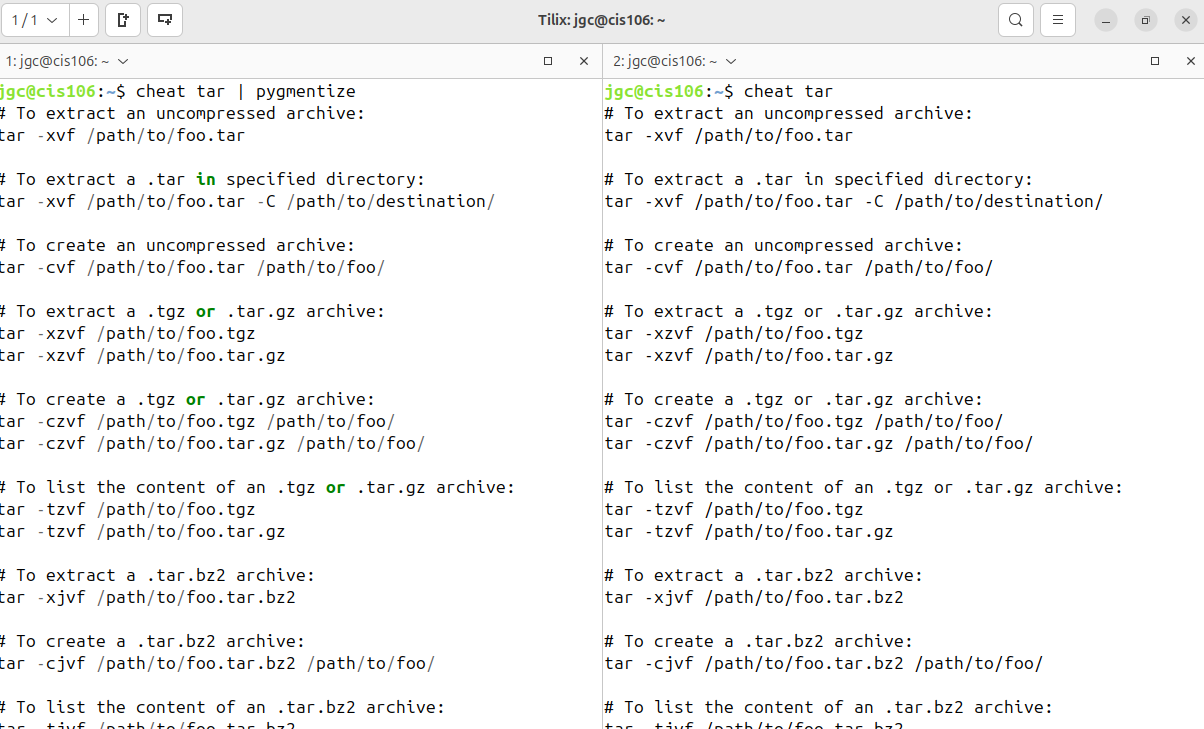 1 / 1
Tilix: jgc@cis106: ~
1: jgc@cis106: ~
jgc@cis106:~$ cheat tar | pygmentize
# To extract an uncompressed archive:
tar -xvf /path/to/foo.tar
# To extract a .tar in specified directory:
tar -xvf /path/to/foo.tar -C /path/to/destination/
# To create an uncompressed archive:
tar -cvf /path/to/foo.tar /path/to/foo/
# To extract a .tgz or .tar.gz archive:
tar -xzvf /path/to/foo.tgz
tar -xzvf /path/to/foo.tar.gz
# To create a .tgz or .tar.gz archive:
tar -czvf /path/to/foo.tgz /path/to/foo/
tar -czvf /path/to/foo.tar.gz /path/to/foo/
# To list the content of an .tgz or .tar.gz archive:
tar -tzvf /path/to/foo.tgz
tar -tzvf /path/to/foo.tar.gz
# To extract a .tar.bz2 archive:
tar -xjvf /path/to/foo.tar.bz2
# To create a .tar.bz2 archive:
tar -cjvf /path/to/foo.tar.bz2 /path/to/foo/
# To list the content of an .tar.bz2 archive:
tar -tjvf /path/to/foo.tar.bz2
2: jgc@cis106: ~
jgc@cis106:~$ cheat tar
# To extract an uncompressed archive:
tar -xvf /path/to/foo.tar
# To extract a .tar in specified directory:
tar -xvf /path/to/foo.tar -C /path/to/destination/
# To create an uncompressed archive:
tar -cvf /path/to/foo.tar /path/to/foo/
# To extract a .tgz or .tar.gz archive:
tar -xzvf /path/to/foo.tgz
tar -xzvf /path/to/foo.tar.gz
# To create a .tgz or .tar.gz archive:
tar -czvf /path/to/foo.tgz /path/to/foo/
tar -czvf /path/to/foo.tar.gz /path/to/foo/
# To list the content of an .tgz or .tar.gz archive:
tar -tzvf /path/to/foo.tgz
tar -tzvf /path/to/foo.tar.gz
# To extract a .tar.bz2 archive:
tar -xjvf /path/to/foo.tar.bz2
# To create a .tar.bz2 archive:
tar -cjvf /path/to/foo.tar.bz2 /path/to/foo/
# To list the content of an .tar.bz2 archive:
tar -tjvf /path/to/foo.tar.bz2